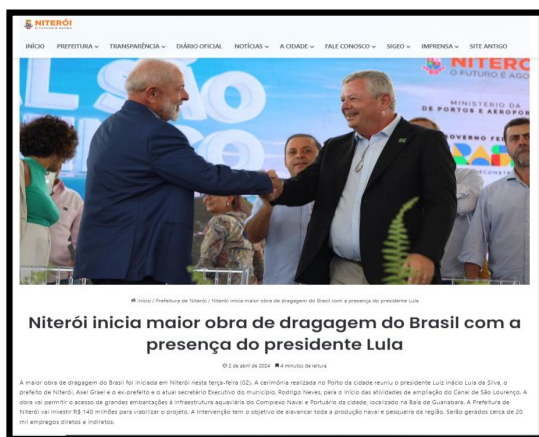 NITERÓI
O FUTURO É AGORA
INÍCIO PREFEITURA TRANSPARÊNCIA DIÁRIO OFICIAL NOTÍCIAS A CIDADE FALE CONOSCO SIGEO IMPRENSA SITE ANTIGO
NITERÓ
O FUTURO É AGO
MINISTÉRIO DA
DE PORTOS E AEROPOR
GOVERNO FE
Início / Prefeitura de Niterói / Niterói inicia maior obra de dragagem do Brasil com a presença do presidente Lula
Niterói inicia maior obra de dragagem do Brasil com a
presença do presidente Lula
2 de abril de 2024 4 minutos de leitura
A maior obra de dragagem do Brasil foi iniciada em Niterói nesta terça-feira (02). A cerimônia realizada no Porto da cidade reuniu o presidente Luiz Inácio Lula da Silva, o
prefeito de Niterói, Axel Grael e o ex-prefeito e o atual secretário Executivo do município, Rodrigo Neves, para o início das atividades de ampliação do Canal de São Lourenço. A
obra vai permitir o acesso de grandes embarcações à infraestrutura aquaviária do Complexo Naval e Portuário da cidade, localizado na Baía de Guanabara. A Prefeitura de
Niterói vai investir R$ 140 milhões para viabilizar o projeto. A intervenção tem o objetivo de alavancar toda a produção naval e pesqueira da região. Serão gerados cerca de 20
mil empregos diretos e indiretos.